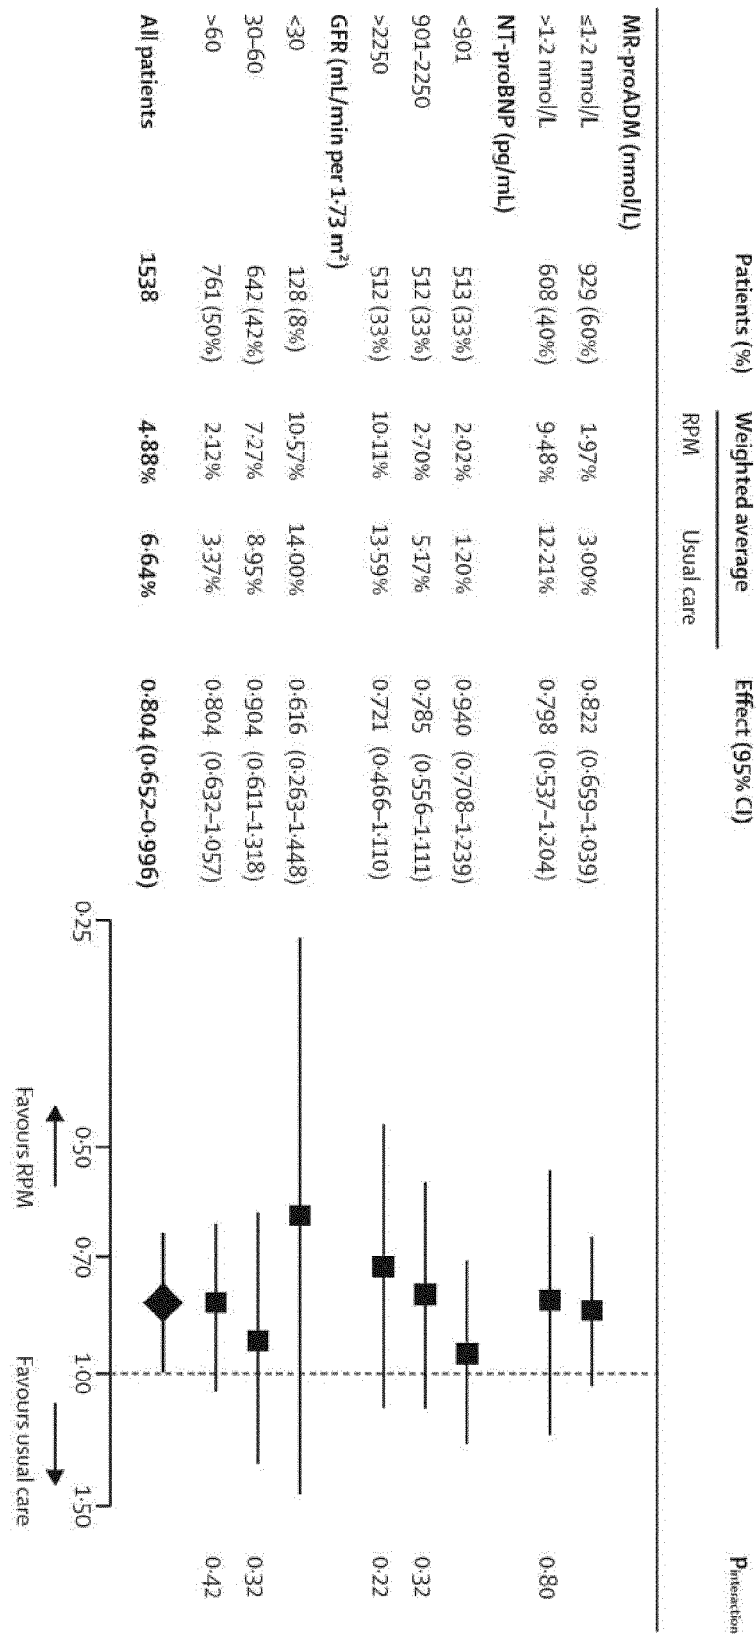 Patients (%) Weighted average Effect (95% CI) Pinteraction
RPM Usual care
MR-proADM (nmol/L)
≤1·2 nmol/L 929 (60%) 1·97% 3·00% 0·822 (0·659–1·039)
>1·2 nmol/L 608 (40%) 9·48% 12·21% 0·798 (0·537–1·204) 0·80
NT-proBNP (pg/mL)
<901 513 (33%) 2·02% 1·20% 0·940 (0·708–1·239)
901–2250 512 (33%) 2·70% 5·17% 0·785 (0·556–1·111) 0·32
>2250 512 (33%) 10·11% 13·59% 0·721 (0·466–1·110) 0·22
GFR (mL/min per 1·73 m²)
<30 128 (8%) 10·57% 14·00% 0·616 (0·263–1·448)
30–60 642 (42%) 7·27% 8·95% 0·904 (0·611–1·318) 0·32
>60 761 (50%) 2·12% 3·37% 0·804 (0·632–1·057) 0·42
All patients 1538 4·88% 6·64% 0·804 (0·652–0·996)
0·25 0·50 0·70 1·00 1·50
Favours RPM Favours usual care